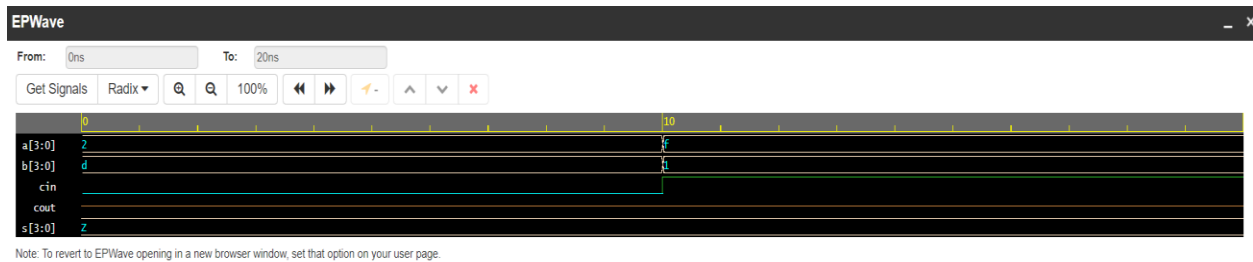 EPWave
From: 0ns To: 20ns
Get Signals Radix 100% -
0 10
a[3:0] 2 f
b[3:0] d 1
cin
cout
s[3:0] Z
Note: To revert to EPWave opening in a new browser window, set that option on your user page.